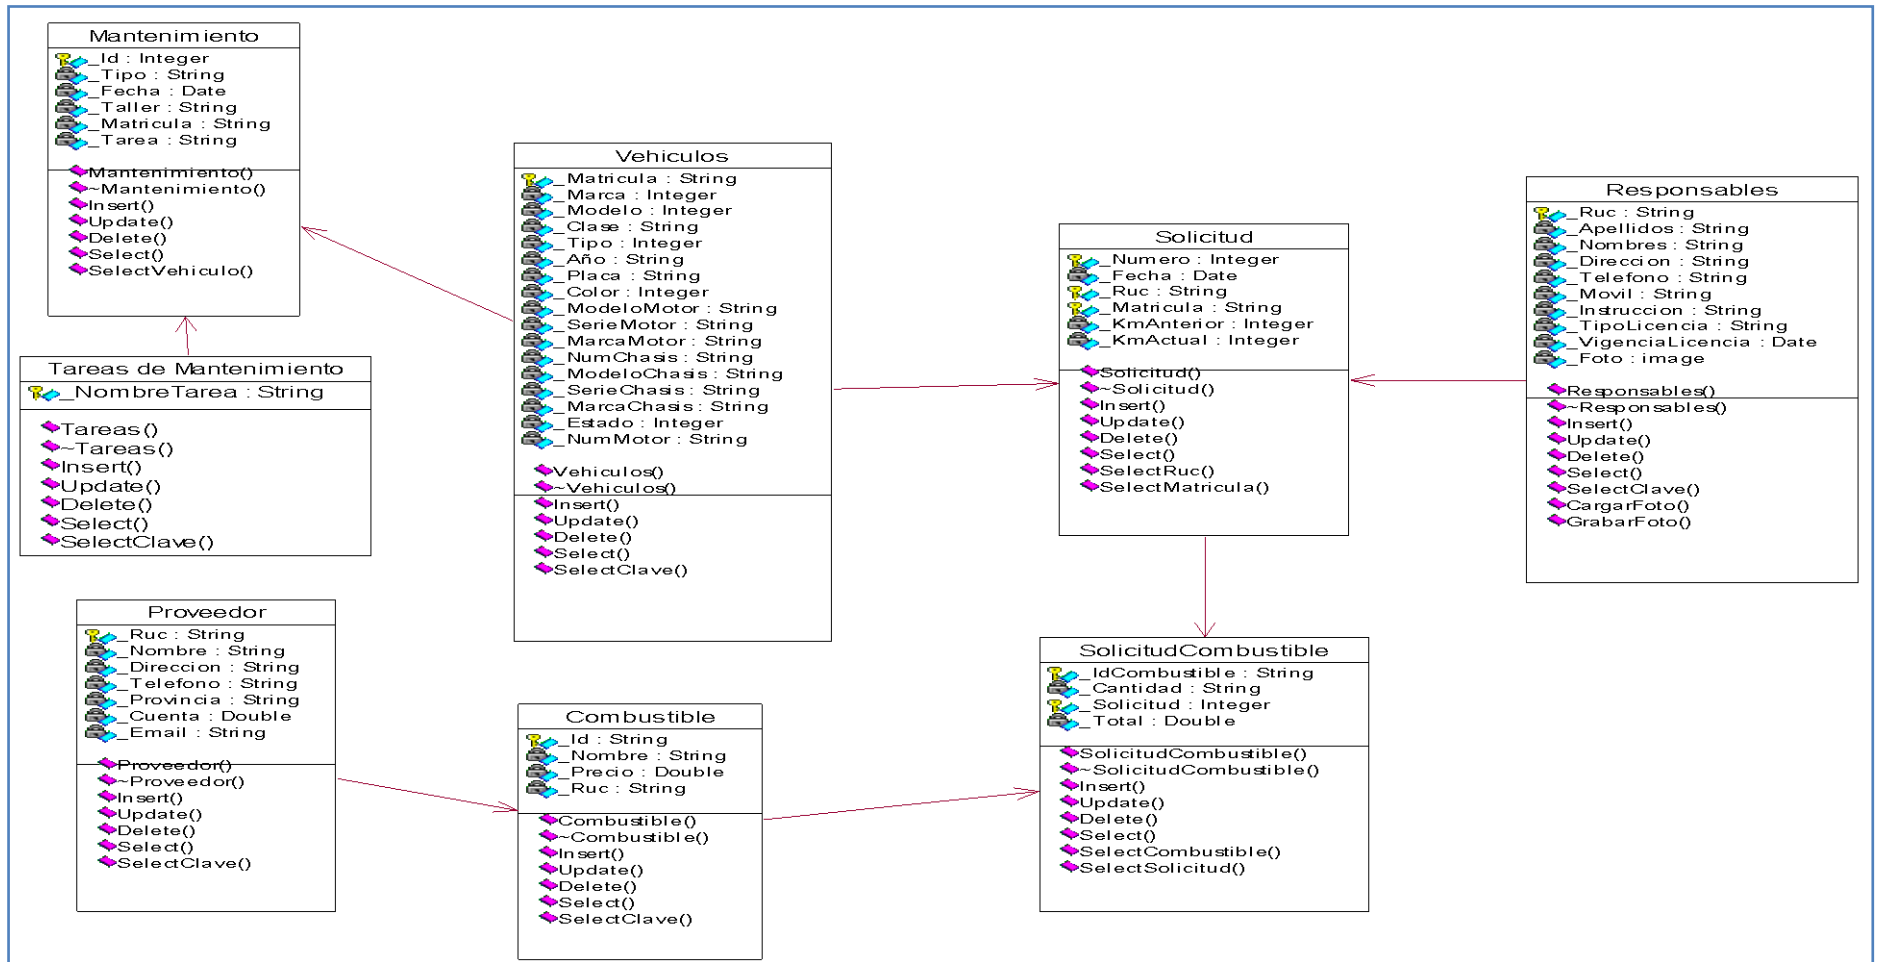 Mantenimiento
_Id : Integer
_Tipo : String
_Fecha : Date
_Taller : String
_Matricula : String
_Tarea : String
Mantenimiento()
~Mantenimiento()
Insert()
Update()
Delete()
Select()
SelectVehiculo()
Tareas de Mantenimiento
_NombreTarea : String
Tareas()
~Tareas()
Insert()
Update()
Delete()
Select()
SelectClave()
Vehiculos
_Matricula : String
_Marca : Integer
_Modelo : Integer
_Clase : String
_Tipo : Integer
_Año : String
_Placa : String
_Color : Integer
_ModeloMotor : String
_SerieMotor : String
_MarcaMotor : String
_NumChasis : String
_ModeloChasis : String
_SerieChasis : String
_MarcaChasis : String
_Estado : Integer
_NumMotor : String
Vehiculos()
~Vehiculos()
Insert()
Update()
Delete()
Select()
SelectClave()
Solicitud
_Numero : Integer
_Fecha : Date
_Ruc : String
_Matricula : String
_KmAnterior : Integer
_KmActual : Integer
Solicitud()
~Solicitud()
Insert()
Update()
Delete()
Select()
SelectRuc()
SelectMatricula()
Responsables
_Ruc : String
_Apellidos : String
_Nombres : String
_Direccion : String
_Telefono : String
_Movil : String
_Instruccion : String
_TipoLicencia : String
_VigenciaLicencia : Date
_Foto : image
Responsables()
~Responsables()
Insert()
Update()
Delete()
Select()
SelectClave()
CargarFoto()
GrabarFoto()
Proveedor
_Ruc : String
_Nombre : String
_Direccion : String
_Telefono : String
_Provincia : String
_Cuenta : Double
_Email : String
Proveedor()
~Proveedor()
Insert()
Update()
Delete()
Select()
SelectClave()
Combustible
_Id : String
_Nombre : String
_Precio : Double
_Ruc : String
Combustible()
~Combustible()
Insert()
Update()
Delete()
Select()
SelectClave()
SolicitudCombustible
_IdCombustible : String
_Cantidad : String
_Solicitud : Integer
_Total : Double
SolicitudCombustible()
~SolicitudCombustible()
Insert()
Update()
Delete()
Select()
SelectCombustible()
SelectSolicitud()